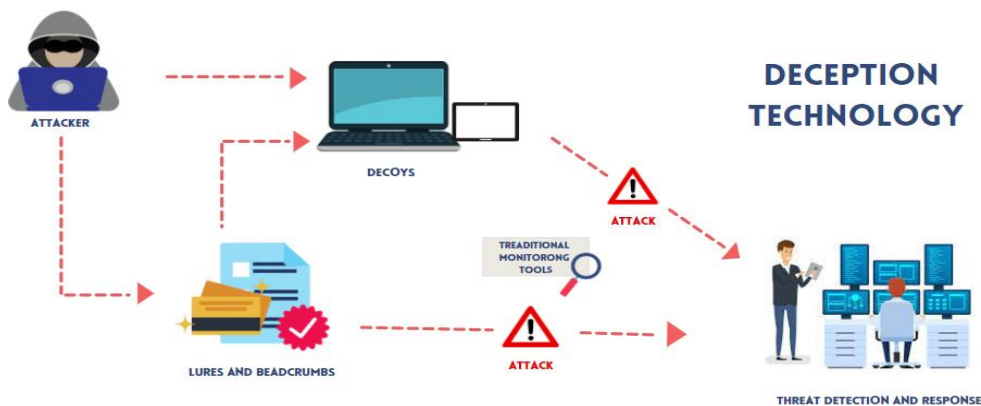 DECEPTION
TECHNOLOGY
ATTACKER
DECOYS
ATTACK
TREADITIONAL
MONITORONG
TOOLS
ATTACK
LURES AND BEADCRUMBS
THREAT DETECTION AND RESPONSE